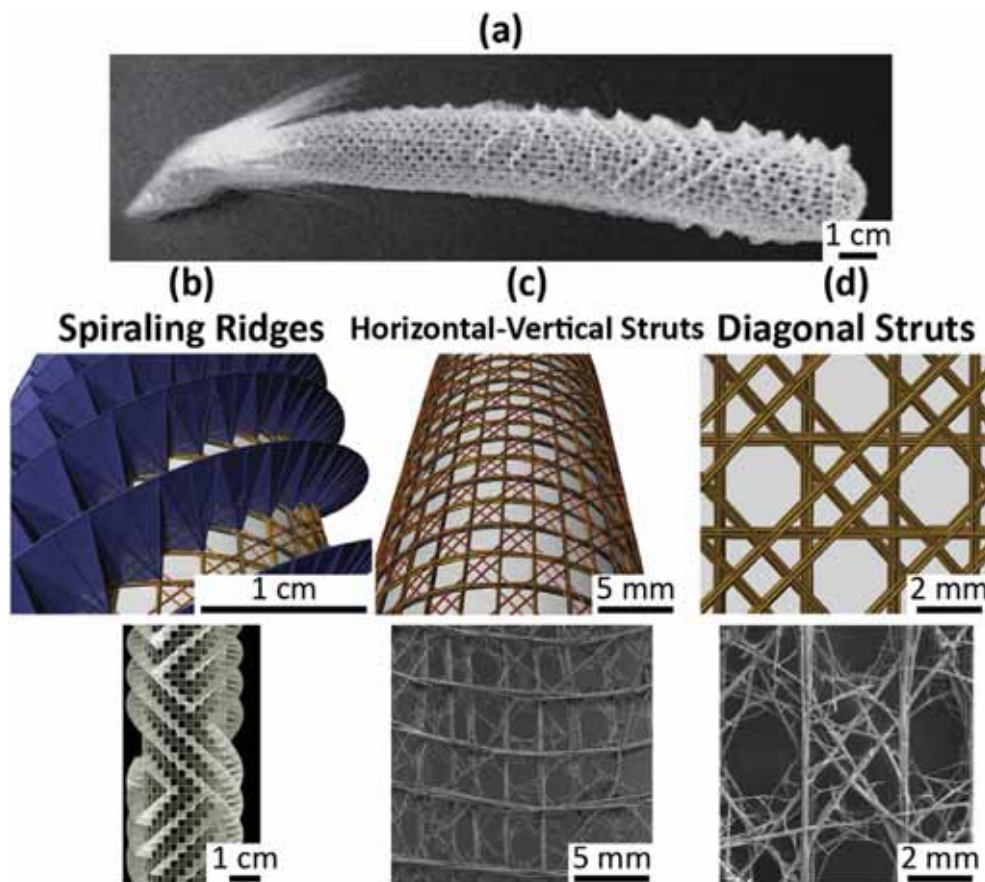 (a)
1 cm
(b)
(c)
(d)
Spiraling Ridges
Horizontal-Vertical Struts
Diagonal Struts
1 cm
5 mm
2 mm
1 cm
5 mm
2 mm